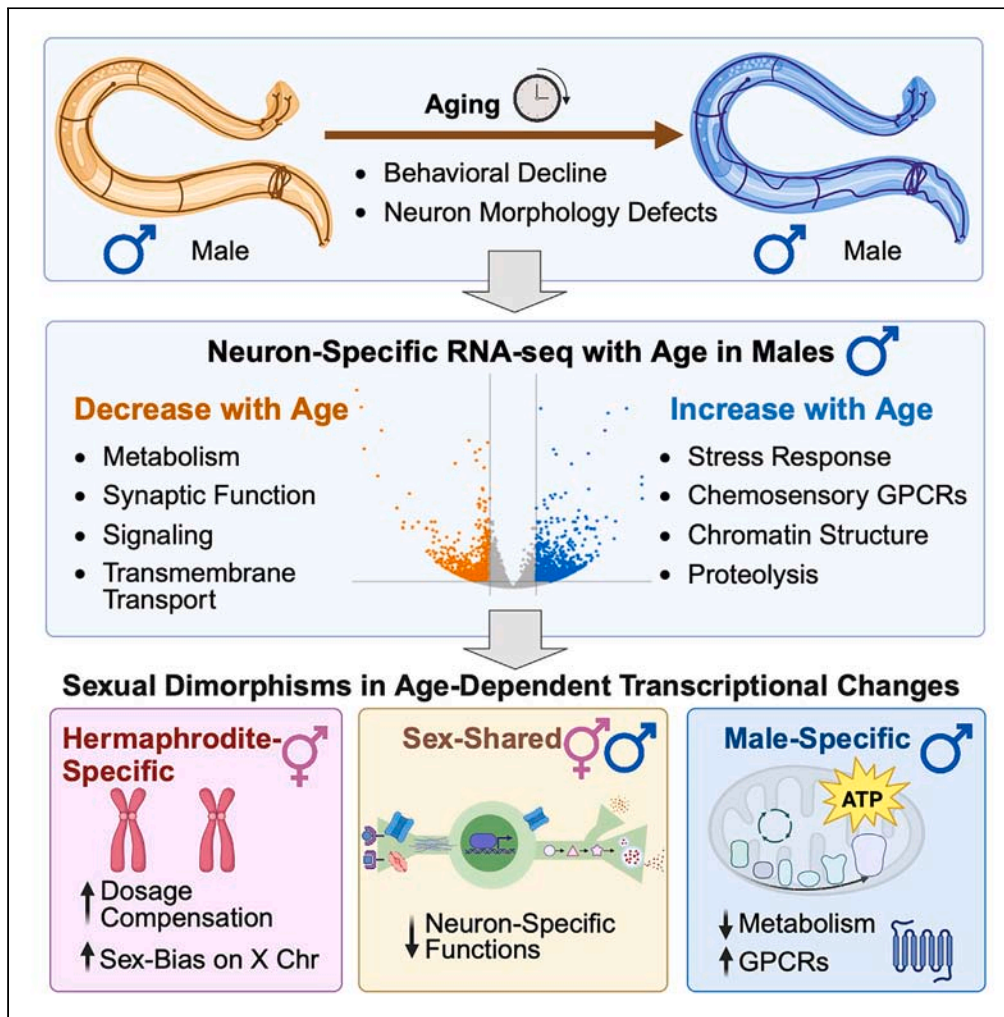 Aging
• Behavioral Decline
• Neuron Morphology Defects
Male
Male
Neuron-Specific RNA-seq with Age in Males
Decrease with Age
• Metabolism
• Synaptic Function
• Signaling
• Transmembrane
Transport
Increase with Age
• Stress Response
• Chemosensory GPCRs
• Chromatin Structure
• Proteolysis
Sexual Dimorphisms in Age-Dependent Transcriptional Changes
Hermaphrodite-
Specific
↑ Dosage
Compensation
↑ Sex-Bias on X Chr
Sex-Shared
↓ Neuron-Specific
Functions
Male-Specific
ATP
↓ Metabolism
↑ GPCRs